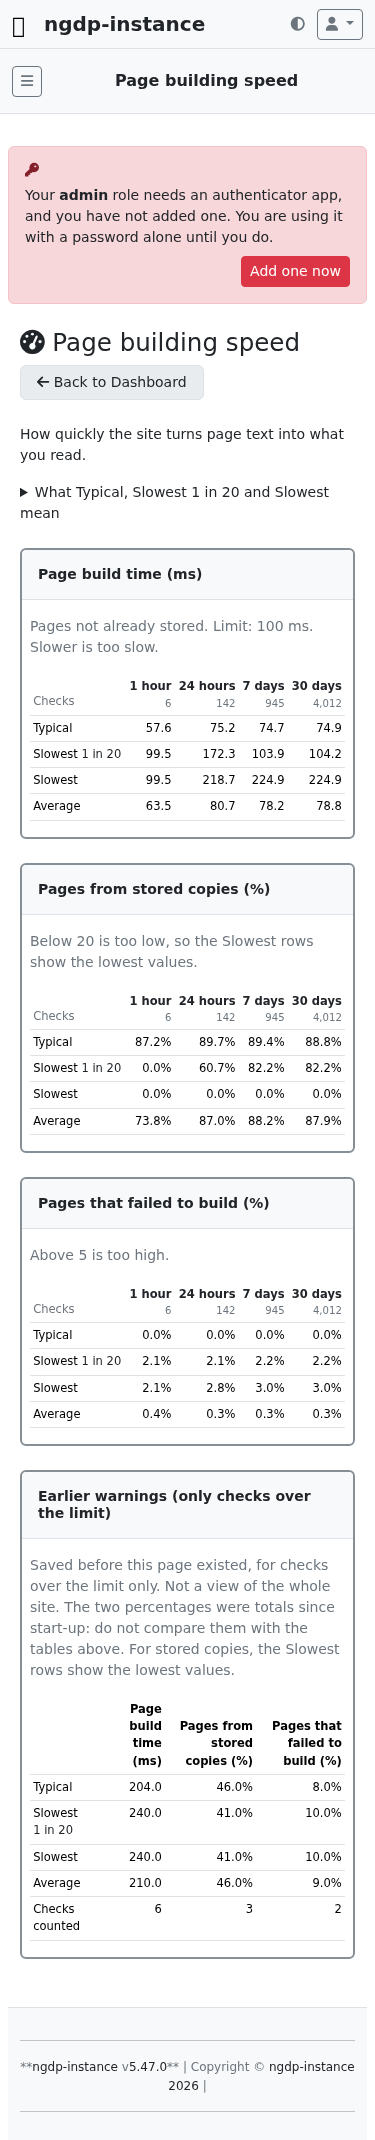 ngdp-instance
Page building speed
Your admin role needs an authenticator app,
and you have not added one. You are using it
with a password alone until you do.
Add one now
Page building speed
Back to Dashboard
How quickly the site turns page text into what
you read.
What Typical, Slowest 1 in 20 and Slowest
mean
Page build time (ms)
Pages not already stored. Limit: 100 ms.
Slower is too slow.
1 hour 24 hours 7 days 30 days
Checks 6 142 945 4,012
Typical 57.6 75.2 74.7 74.9
Slowest 1 in 20 99.5 172.3 103.9 104.2
Slowest 99.5 218.7 224.9 224.9
Average 63.5 80.7 78.2 78.8
Pages from stored copies (%)
Below 20 is too low, so the Slowest rows
show the lowest values.
1 hour 24 hours 7 days 30 days
Checks 6 142 945 4,012
Typical 87.2% 89.7% 89.4% 88.8%
Slowest 1 in 20 0.0% 60.7% 82.2% 82.2%
Slowest 0.0% 0.0% 0.0% 0.0%
Average 73.8% 87.0% 88.2% 87.9%
Pages that failed to build (%)
Above 5 is too high.
1 hour 24 hours 7 days 30 days
Checks 6 142 945 4,012
Typical 0.0% 0.0% 0.0% 0.0%
Slowest 1 in 20 2.1% 2.1% 2.2% 2.2%
Slowest 2.1% 2.8% 3.0% 3.0%
Average 0.4% 0.3% 0.3% 0.3%
Earlier warnings (only checks over
the limit)
Saved before this page existed, for checks
over the limit only. Not a view of the whole
site. The two percentages were totals since
start-up: do not compare them with the
tables above. For stored copies, the Slowest
rows show the lowest values.
Page
build
time
(ms)
Pages from
stored
copies (%)
Pages that
failed to
build (%)
Typical 204.0 46.0% 8.0%
Slowest 240.0 41.0% 10.0%
1 in 20
Slowest 240.0 41.0% 10.0%
Average 210.0 46.0% 9.0%
Checks 6 3 2
counted
**ngdp-instance v5.47.0** | Copyright © ngdp-instance
2026 |